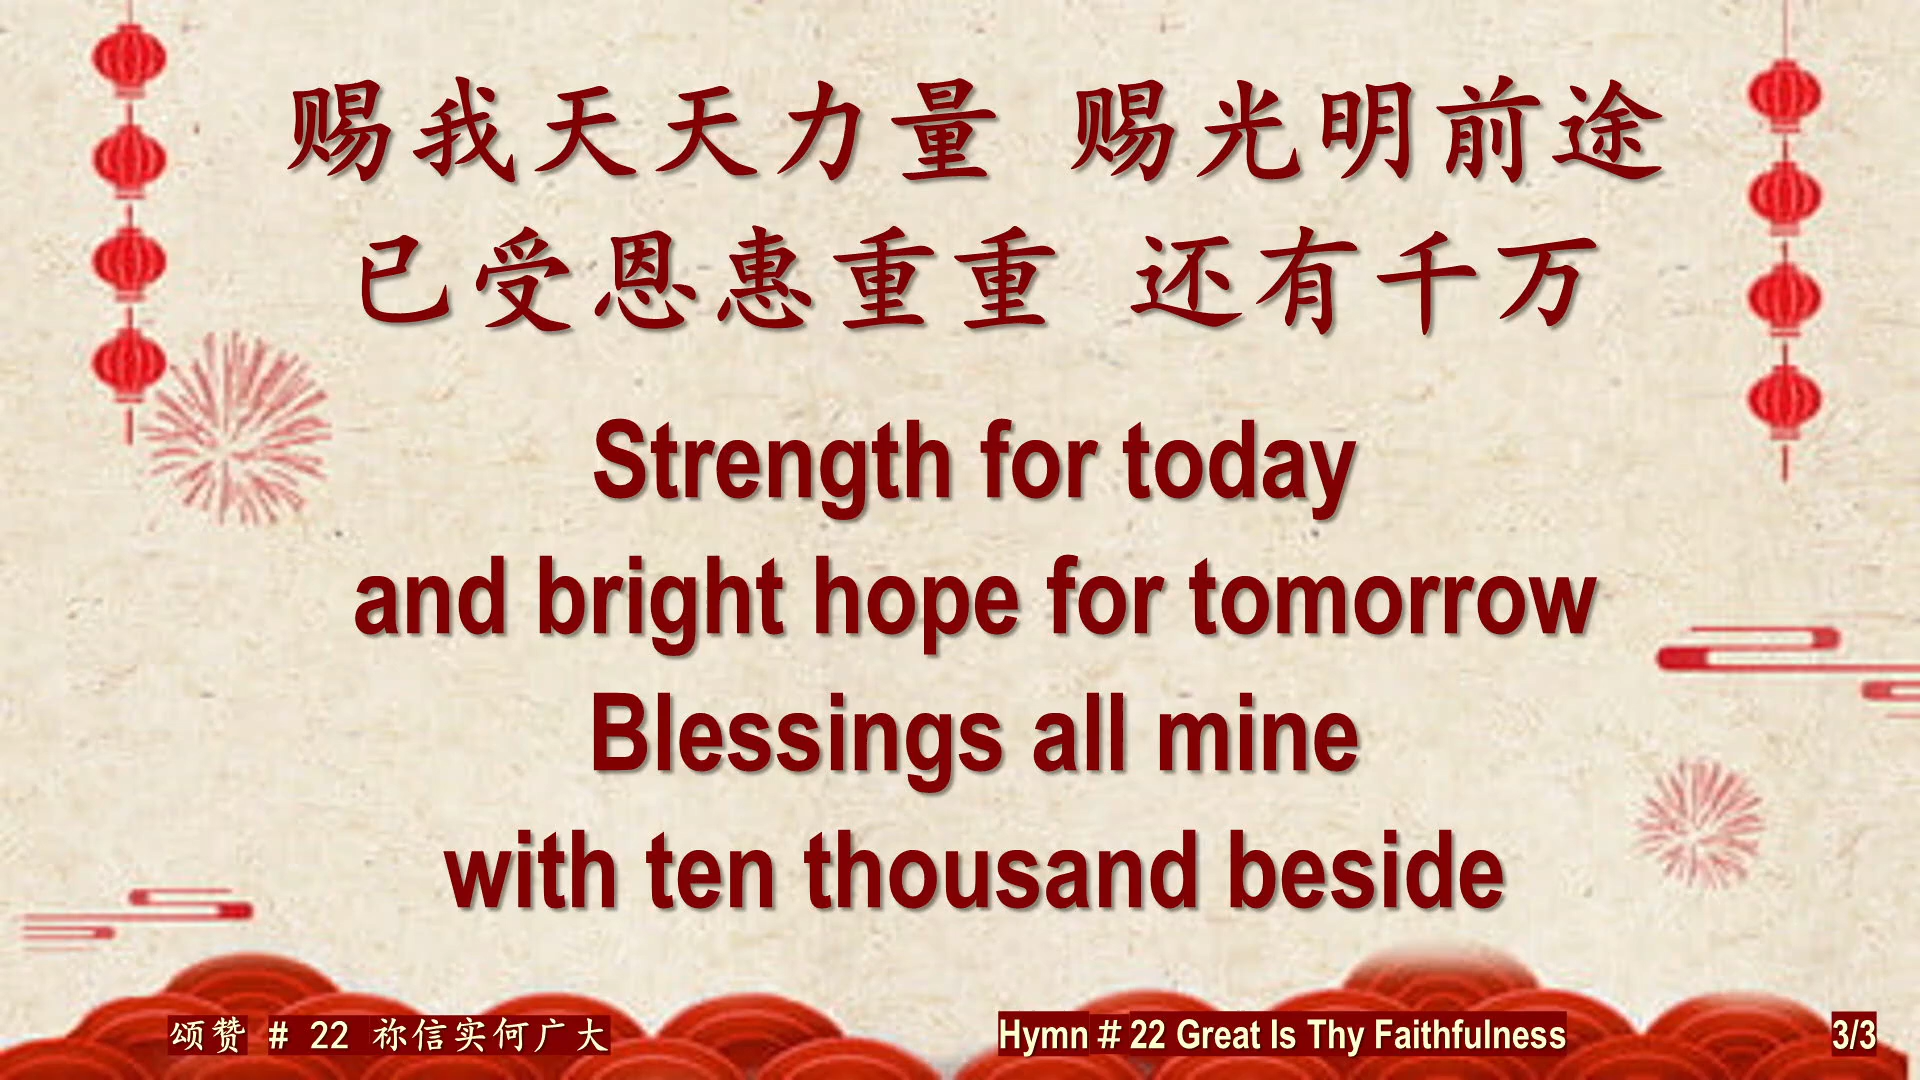 赐我天天力量 赐光明前途
已受恩惠重重 还有千万
Strength for today
and bright hope for tomorrow
Blessings all mine
with ten thousand beside
颂赞 # 22 祢信实何广大
Hymn # 22 Great Is Thy Faithfulness
3/3